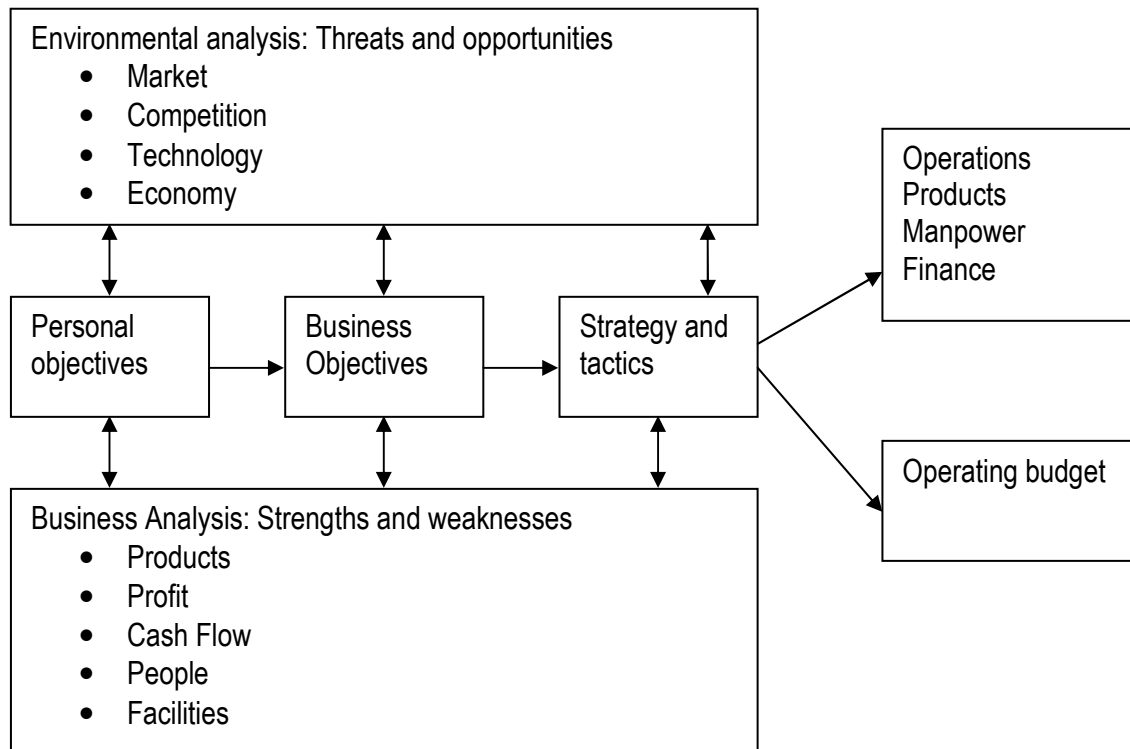 Environmental analysis: Threats and opportunities
• Market
• Competition
• Technology
• Economy
Operations
Products
Manpower
Finance
Personal
objectives
Business
Objectives
Strategy and
tactics
Operating budget
Business Analysis: Strengths and weaknesses
• Products
• Profit
• Cash Flow
• People
• Facilities